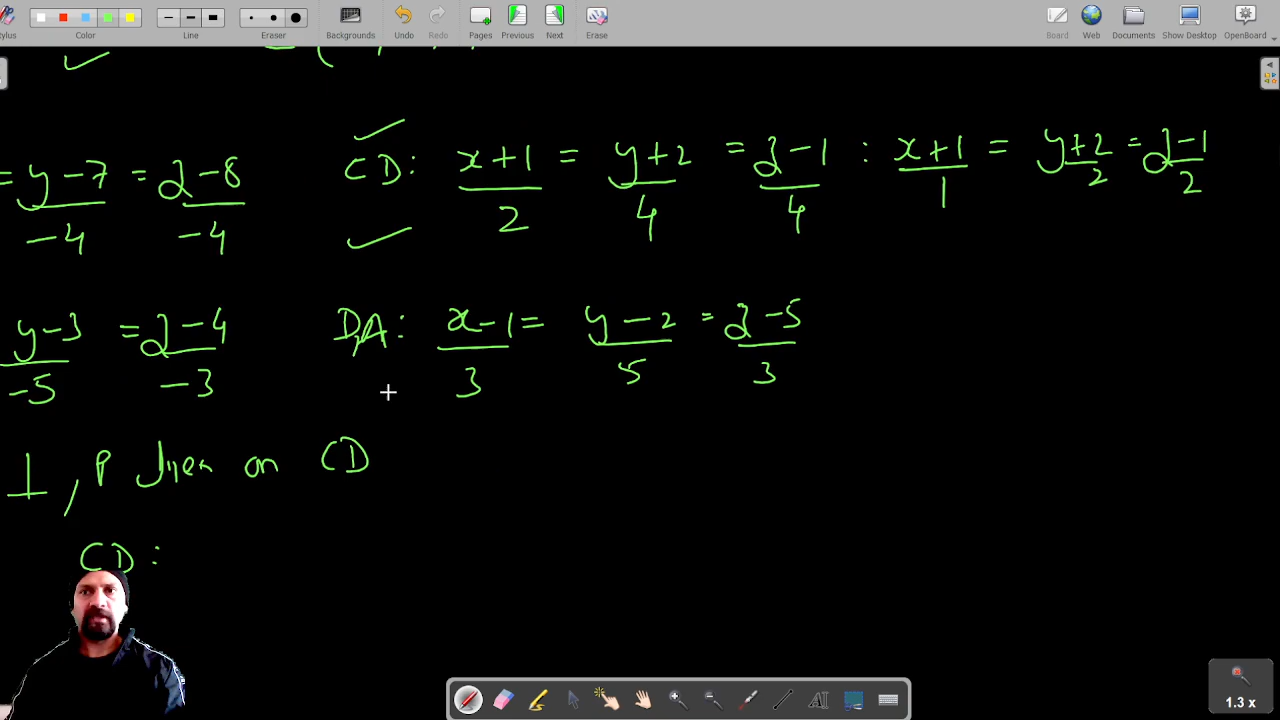 Stylus Color Line Eraser Backgrounds Undo Redo Pages Previous Next Erase Board Web Documents Show Desktop OpenBoard
CD: x+1/2 = y+2/4 = z-1/4 : x+1/1 = y+2/2 = z-1/2
= y-7/-4 = z-8/-4
y-3/-5 = z-4/-3
DA: x-1/3 = y-2/5 = z-5/3
⊥, P lies on CD
CD:
1.3 x